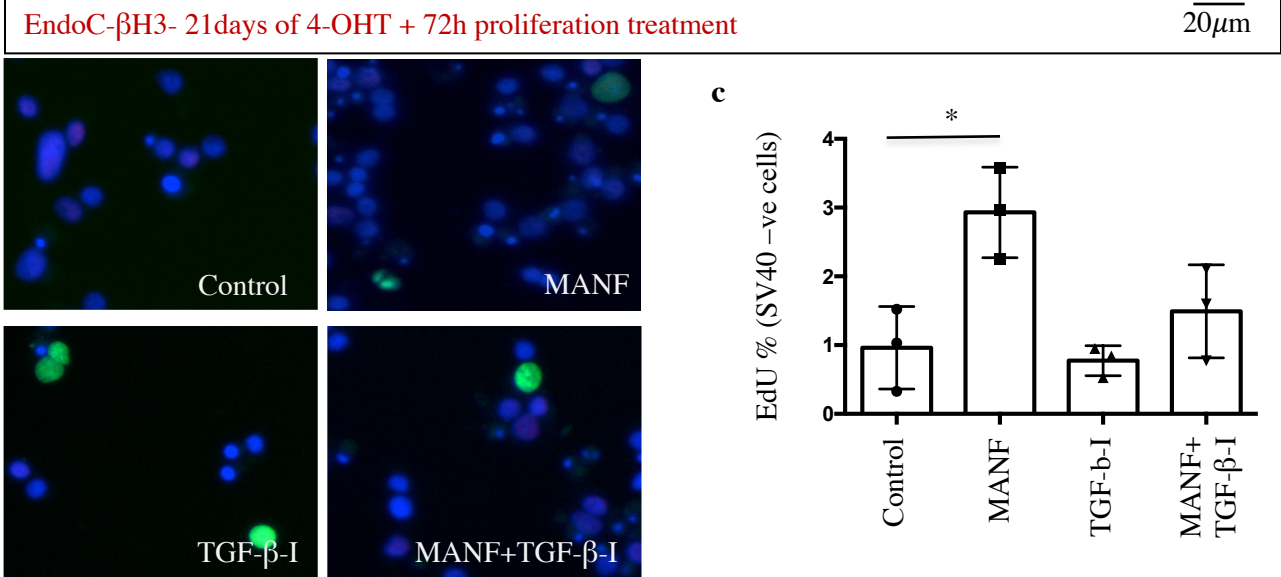 EndoC-βH3- 21days of 4-OHT + 72h proliferation treatment
20μm
Control
MANF
TGF-β-I
MANF+TGF-β-I
c
*
EdU % (SV40 –ve cells)
4
3
2
1
0
Control
MANF
TGF-b-I
MANF+
TGF-β-I